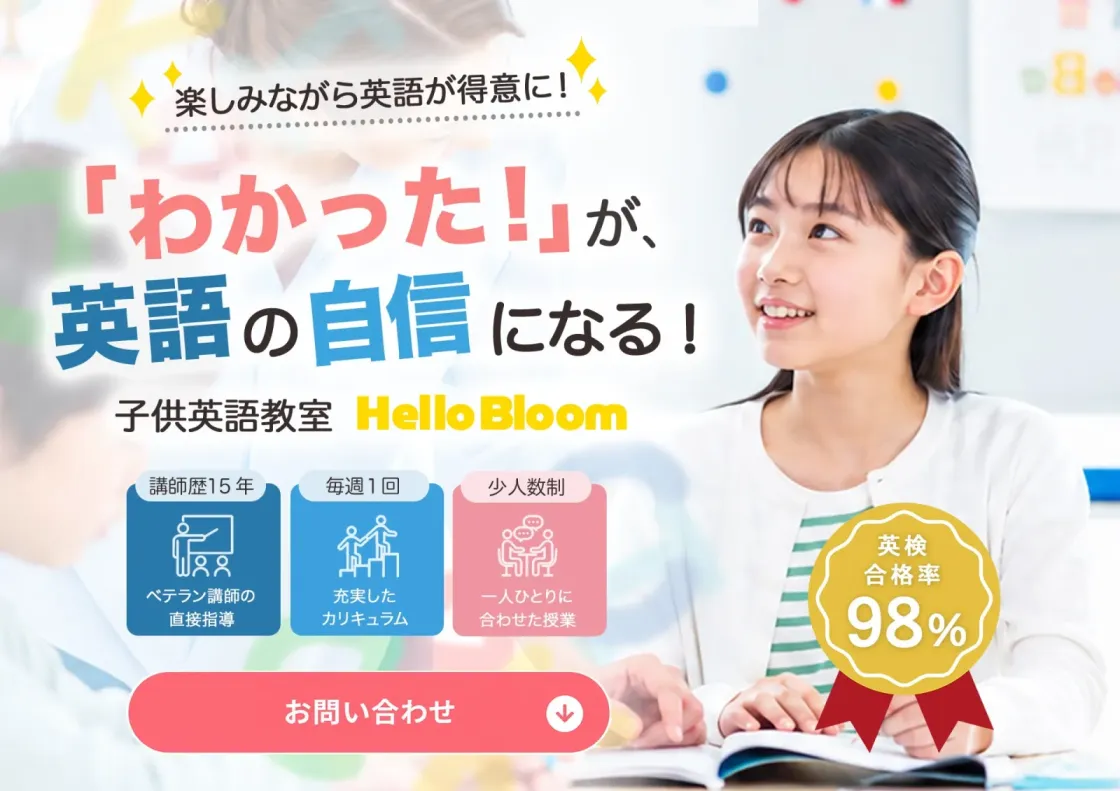 楽しみながら英語が得意に！
「わかった！」が、
英語の自信になる！
子供英語教室 Hello Bloom
講師歴15年
ベテラン講師の
直接指導
毎週1回
充実した
カリキュラム
少人数制
一人ひとりに
合わせた授業
お問い合わせ
英検
合格率
98%